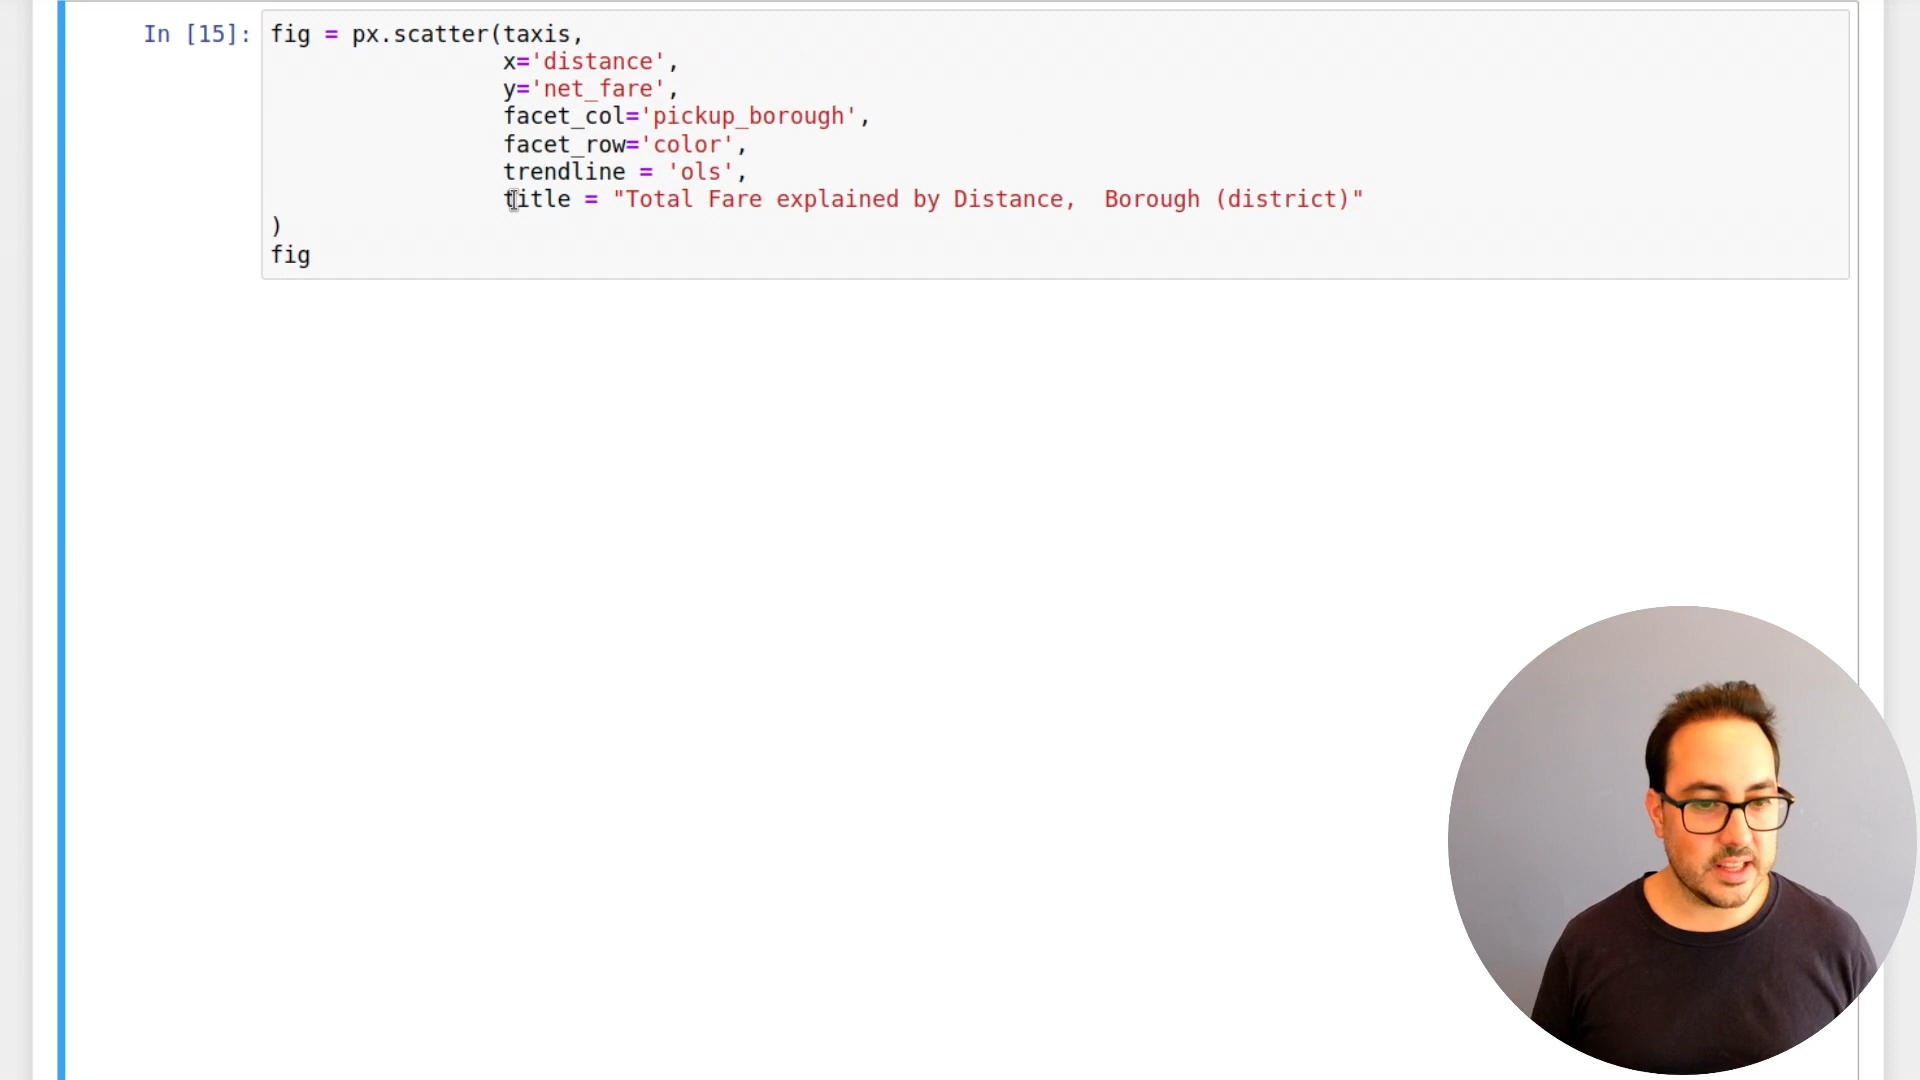 In [15]: fig = px.scatter(taxis,
x='distance',
y='net_fare',
facet_col='pickup_borough',
facet_row='color',
trendline = 'ols',
title = "Total Fare explained by Distance,  Borough (district)"
)
fig